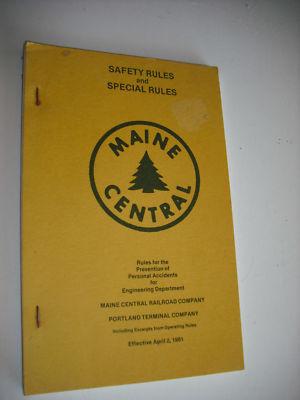 SAFETY RULES
and
SPECIAL RULES
MAINE
CENTRAL
Rules for the
Prevention of
Personal Accidents
for
Engineering Department
MAINE CENTRAL RAILROAD COMPANY
PORTLAND TERMINAL COMPANY
Including Excerpts from Operating Rules
Effective April 2, 1981